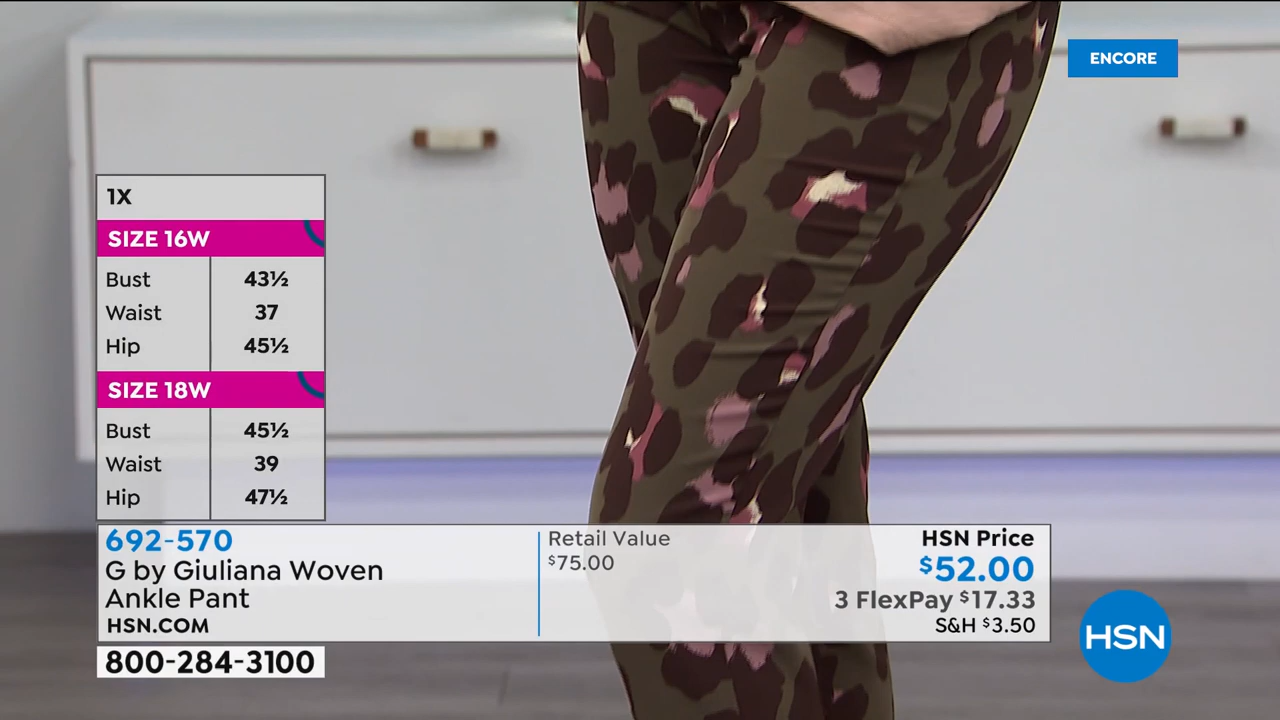 ENCORE
1X
SIZE 16W
Bust 43½
Waist 37
Hip 45½
SIZE 18W
Bust 45½
Waist 39
Hip 47½
692-570
G by Giuliana Woven
Ankle Pant
HSN.COM
Retail Value
$75.00
HSN Price
$52.00
3 FlexPay $17.33
S&H $3.50
800-284-3100
HSN